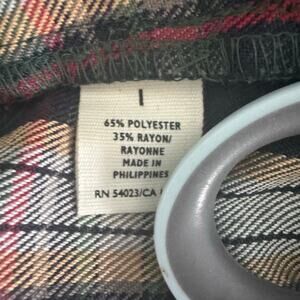 I
65% POLYESTER
35% RAYON/
RAYONNE
MADE IN
PHILIPPINES
RN 54023/CA